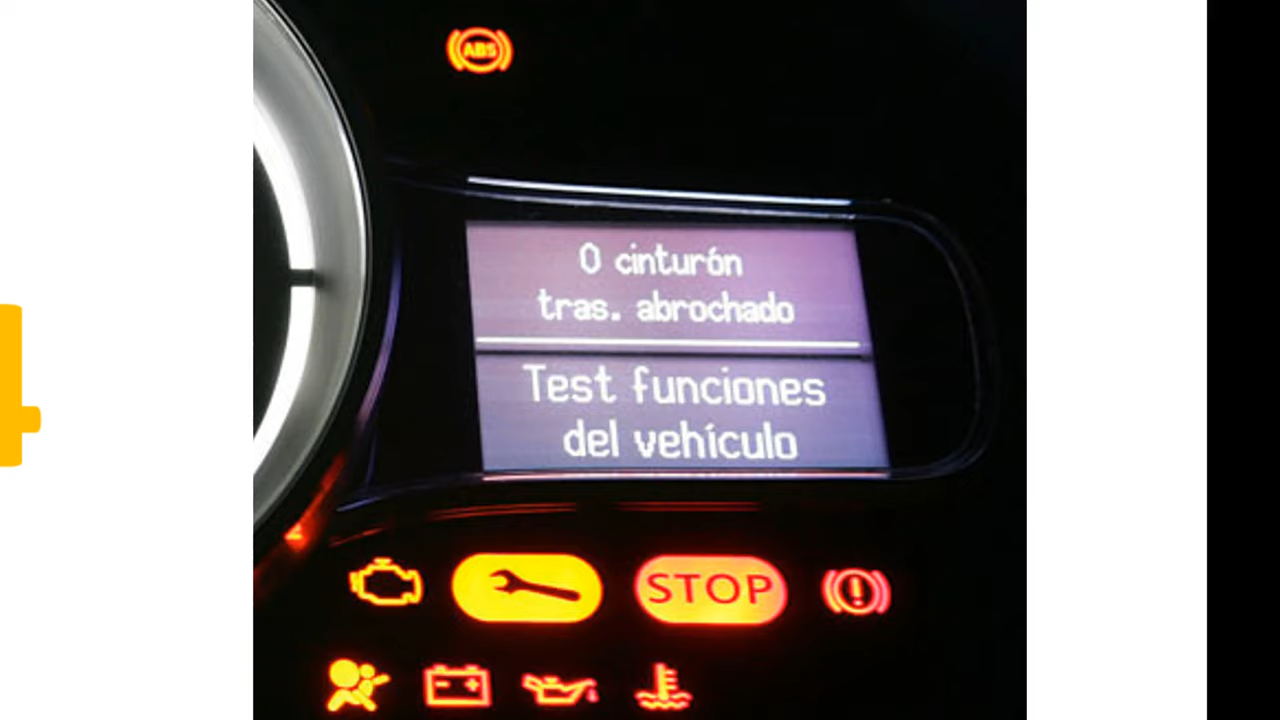 ABS
0 cinturón
tras. abrochado
Test funciones
del vehículo
STOP